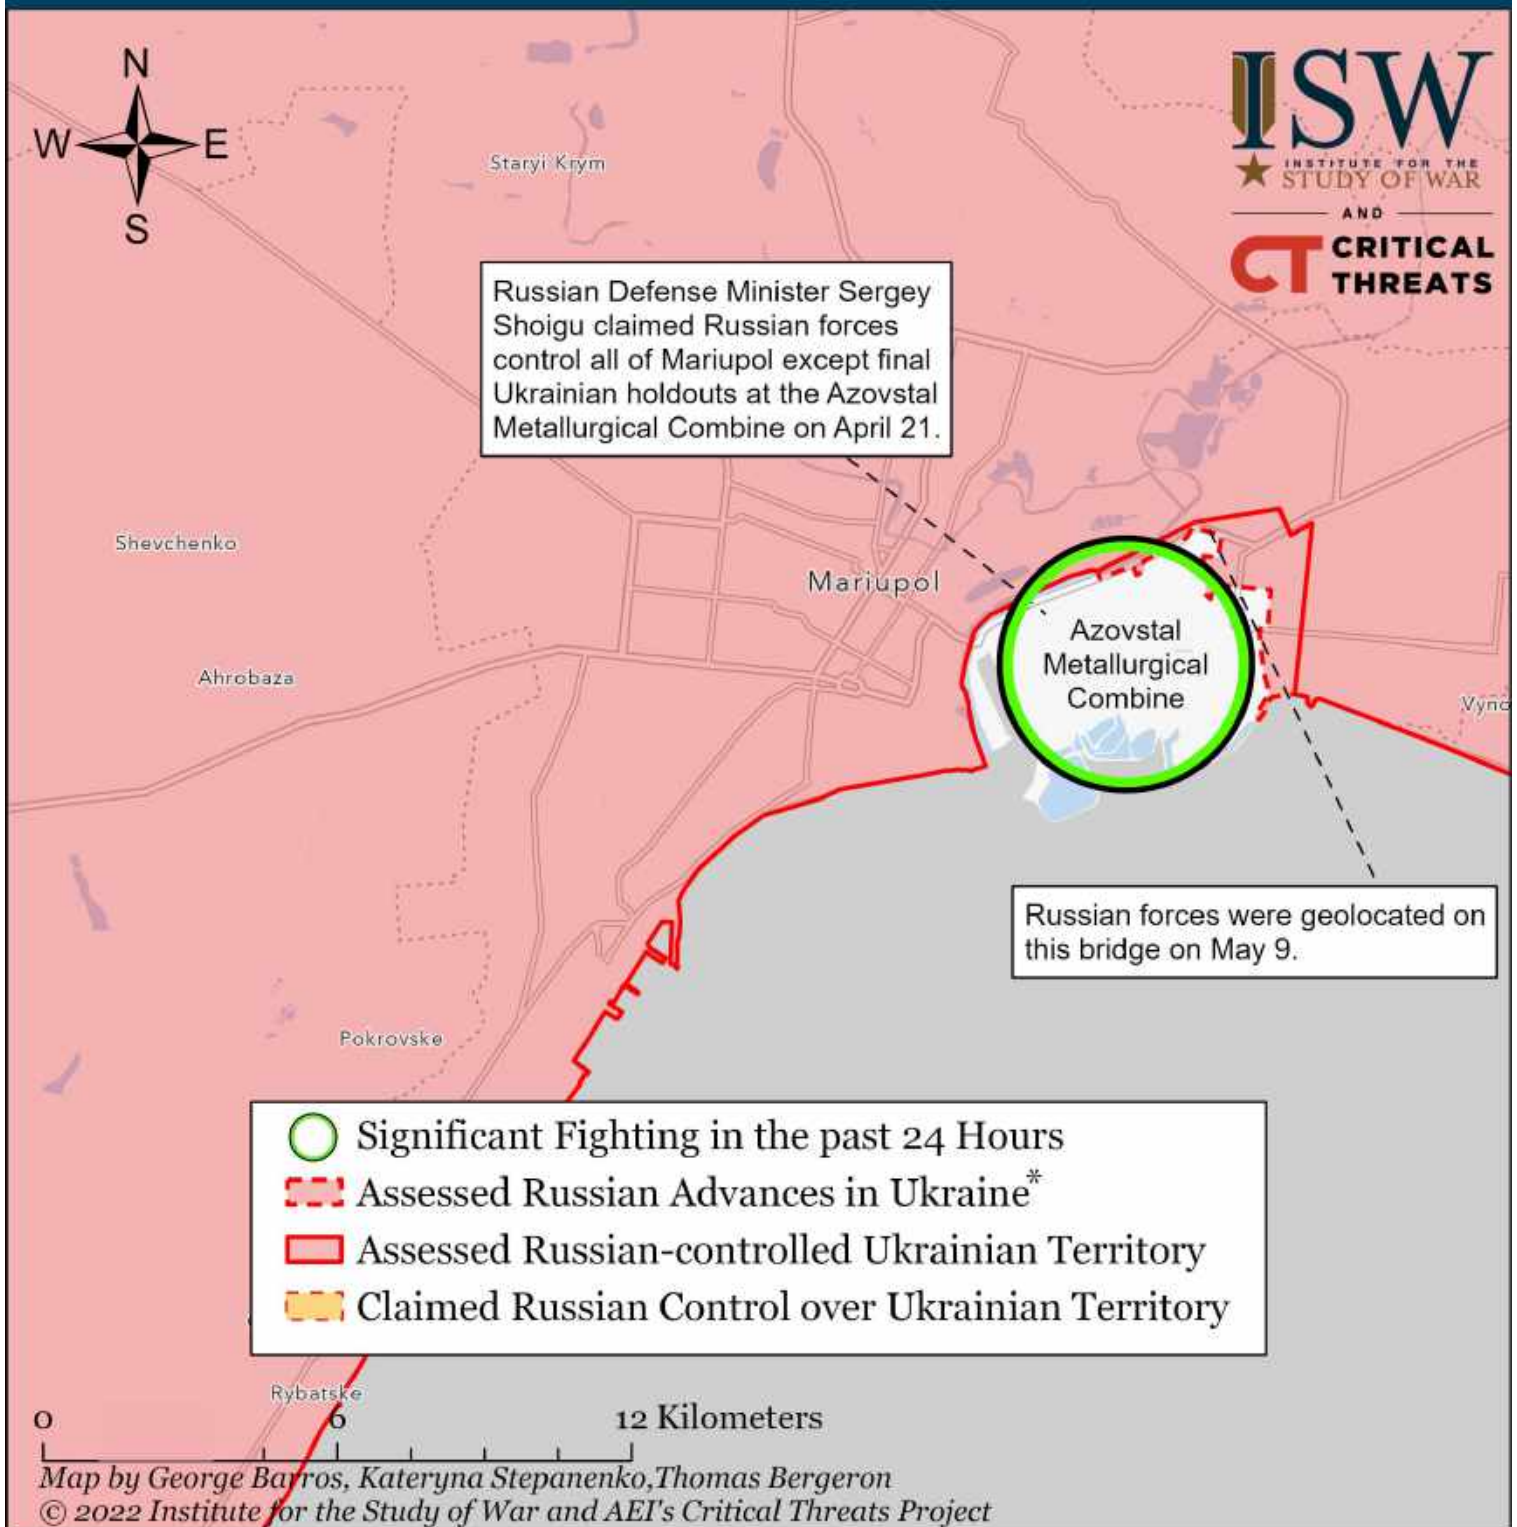 N
W E
S
ISW
INSTITUTE FOR THE
STUDY OF WAR
AND
CT CRITICAL
THREATS
Staryi Krym
Russian Defense Minister Sergey
Shoigu claimed Russian forces
control all of Mariupol except final
Ukrainian holdouts at the Azovstal
Metallurgical Combine on April 21.
Shevchenko
Mariupol
Azovstal
Metallurgical
Combine
Ahrobaza
Vyno
Russian forces were geolocated on
this bridge on May 9.
Pokrovske
Significant Fighting in the past 24 Hours
Assessed Russian Advances in Ukraine*
Assessed Russian-controlled Ukrainian Territory
Claimed Russian Control over Ukrainian Territory
Rybatske
0 6 12 Kilometers
Map by George Barros, Kateryna Stepanenko,Thomas Bergeron
© 2022 Institute for the Study of War and AEI's Critical Threats Project